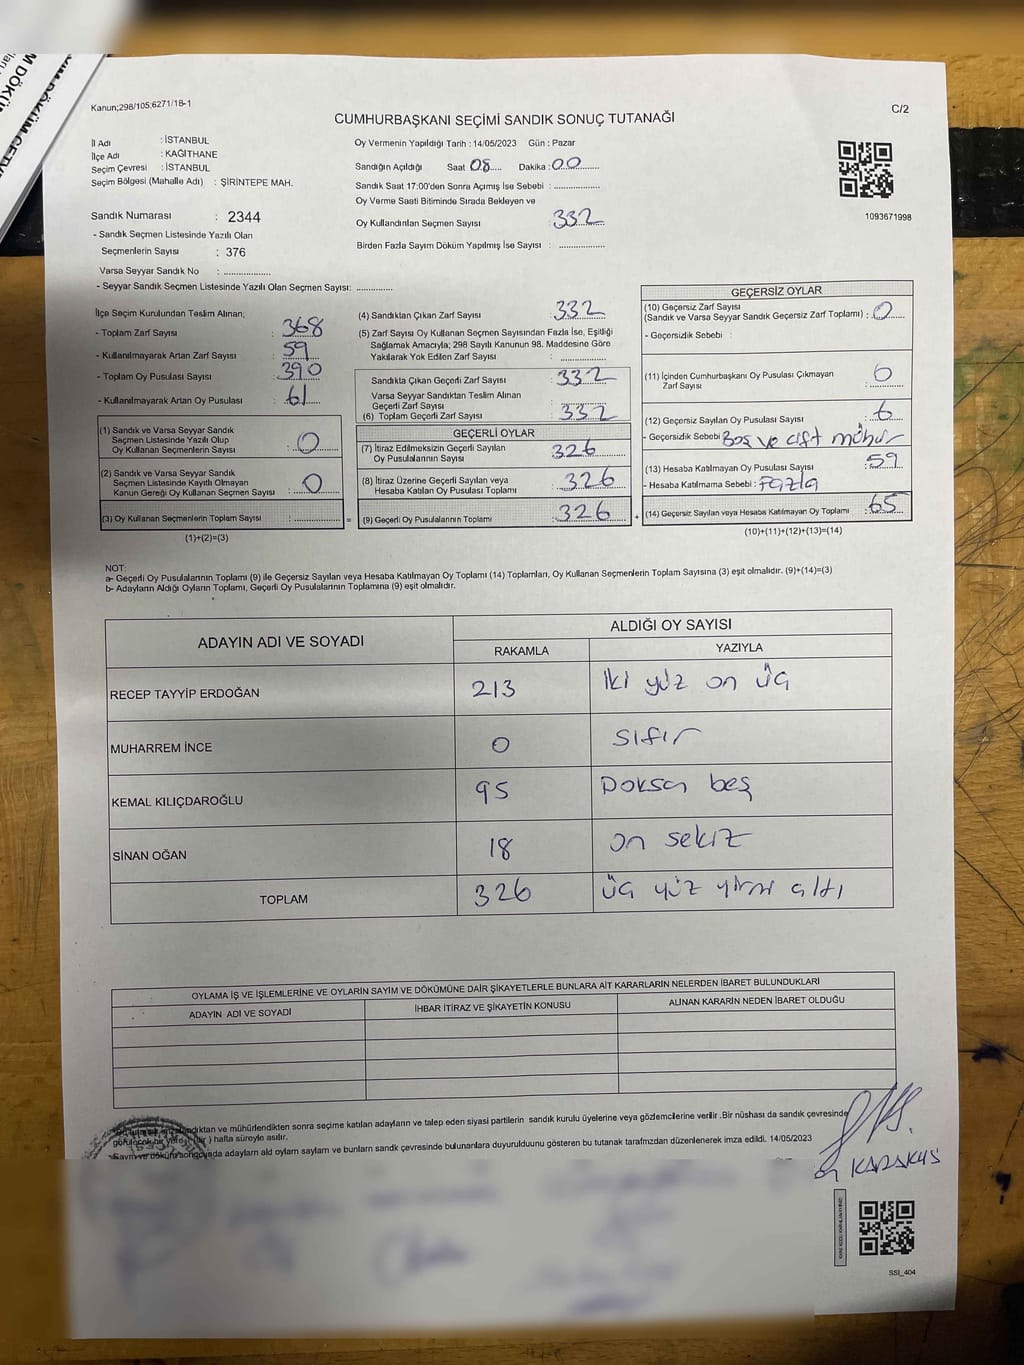 Kanun;298/105;6271/18-1
C/2
CUMHURBAŞKANI SEÇİMİ SANDIK SONUÇ TUTANAĞI
İl Adı : İSTANBUL
İlçe Adı : KAĞITHANE
Seçim Çevresi : İSTANBUL
Seçim Bölgesi (Mahalle Adı) : ŞİRİNTEPE MAH.
Sandık Numarası : 2344
- Sandık Seçmen Listesinde Yazılı Olan
Seçmenlerin Sayısı : 376
Varsa Seyyar Sandık No : ....................
- Seyyar Sandık Seçmen Listesinde Yazılı Olan Seçmen Sayısı: ...............
Oy Vermenin Yapıldığı Tarih : 14/05/2023 Gün : Pazar
Sandığın Açıldığı Saat 08..... Dakika : 00..............
Sandık Saat 17:00'den Sonra Açımış İse Sebebi : ...................
Oy Verme Saati Bitiminde Sırada Bekleyen ve
Oy Kullandırılan Seçmen Sayısı : 332
Birden Fazla Sayım Döküm Yapılmış İse Sayısı : ...................
1093671998
İlçe Seçim Kurulundan Teslim Alınan;
- Toplam Zarf Sayısı : 368
- Kullanılmayarak Artan Zarf Sayısı : 59
- Toplam Oy Pusulası Sayısı : 390
- Kullanılmayarak Artan Oy Pusulası : 61
(1) Sandık ve Varsa Seyyar Sandık
Seçmen Listesinde Yazılı Olup
Oy Kullanan Seçmenlerin Sayısı : 0
(2) Sandık ve Varsa Seyyar Sandık
Seçmen Listesinde Kayıtlı Olmayan
Kanun Gereği Oy Kullanan Seçmen Sayısı : 0
(3) Oy Kullanan Seçmenlerin Toplam Sayısı : ...................
(1)+(2)=(3)
(4) Sandıktan Çıkan Zarf Sayısı : 332
(5) Zarf Sayısı Oy Kullanan Seçmen Sayısından Fazla İse, Eşitliği
Sağlamak Amacıyla; 298 Sayılı Kanunun 98. Maddesine Göre
Yakılarak Yok Edilen Zarf Sayısı : ...................
Sandıkta Çıkan Geçerli Zarf Sayısı : 332
Varsa Seyyar Sandıktan Teslim Alınan
Geçerli Zarf Sayısı
(6) Toplam Geçerli Zarf Sayısı : 332
GEÇERLİ OYLAR
(7) İtiraz Edilmeksizin Geçerli Sayılan
Oy Pusulalarının Sayısı : 326
(8) İtiraz Üzerine Geçerli Sayılan veya
Hesaba Katılan Oy Pusulası Toplamı : 326
= (9) Geçerli Oy Pusulalarının Toplamı : 326
GEÇERSİZ OYLAR
(10) Geçersiz Zarf Sayısı
(Sandık ve Varsa Seyyar Sandık Geçersiz Zarf Toplamı) : 0
- Geçersizlik Sebebi :
(11) İçinden Cumhurbaşkanı Oy Pusulası Çıkmayan
Zarf Sayısı : 0
(12) Geçersiz Sayılan Oy Pusulası Sayısı : 6
- Geçersizlik Sebebi Boş ve çift mühür
(13) Hesaba Katılmayan Oy Pusulası Sayısı : 59
- Hesaba Katılmama Sebebi : Fazla
+ (14) Geçersiz Sayılan veya Hesaba Katılmayan Oy Toplamı : 65
(10)+(11)+(12)+(13)=(14)
NOT:
a- Geçerli Oy Pusulalarının Toplamı (9) ile Geçersiz Sayılan veya Hesaba Katılmayan Oy Toplamı (14) Toplamları, Oy Kullanan Seçmenlerin Toplam Sayısına (3) eşit olmalıdır. (9)+(14)=(3)
b- Adayların Aldığı Oyların Toplamı, Geçerli Oy Pusulalarının Toplamına (9) eşit olmalıdır.
ADAYIN ADI VE SOYADI
ALDIĞI OY SAYISI
RAKAMLA YAZIYLA
RECEP TAYYİP ERDOĞAN 213 iki yüz on üç
MUHARREM İNCE 0 sıfır
KEMAL KILIÇDAROĞLU 95 Doksan beş
SİNAN OĞAN 18 on sekiz
TOPLAM 326 üç yüz yirmi altı
OYLAMA İŞ VE İŞLEMLERİNE VE OYLARIN SAYIM VE DÖKÜMÜNE DAİR ŞİKAYETLERLE BUNLARA AİT KARARLARIN NELERDEN İBARET BULUNDUKLARI
ADAYIN ADI VE SOYADI İHBAR İTİRAZ VE ŞİKAYETİN KONUSU ALINAN KARARIN NEDEN İBARET OLDUĞU
ve mühürlendikten sonra seçime katılan adayların ve talep eden siyasi partilerin sandık kurulu üyelerine veya gözlemcilerine verilir .Bir nüshası da sandık çevresinde
görülecek bir yere ( bir ) hafta süreyle asılır.
Sayım ve dökümü sonucunda adayların ald oyların sayların ve bunların sandk çevresinde bulunanlara duyurulduunu gösteren bu tutanak tarafımzdan düzenlenerek imza edildi. 14/05/2023
KARAKUŞ
SSI_404